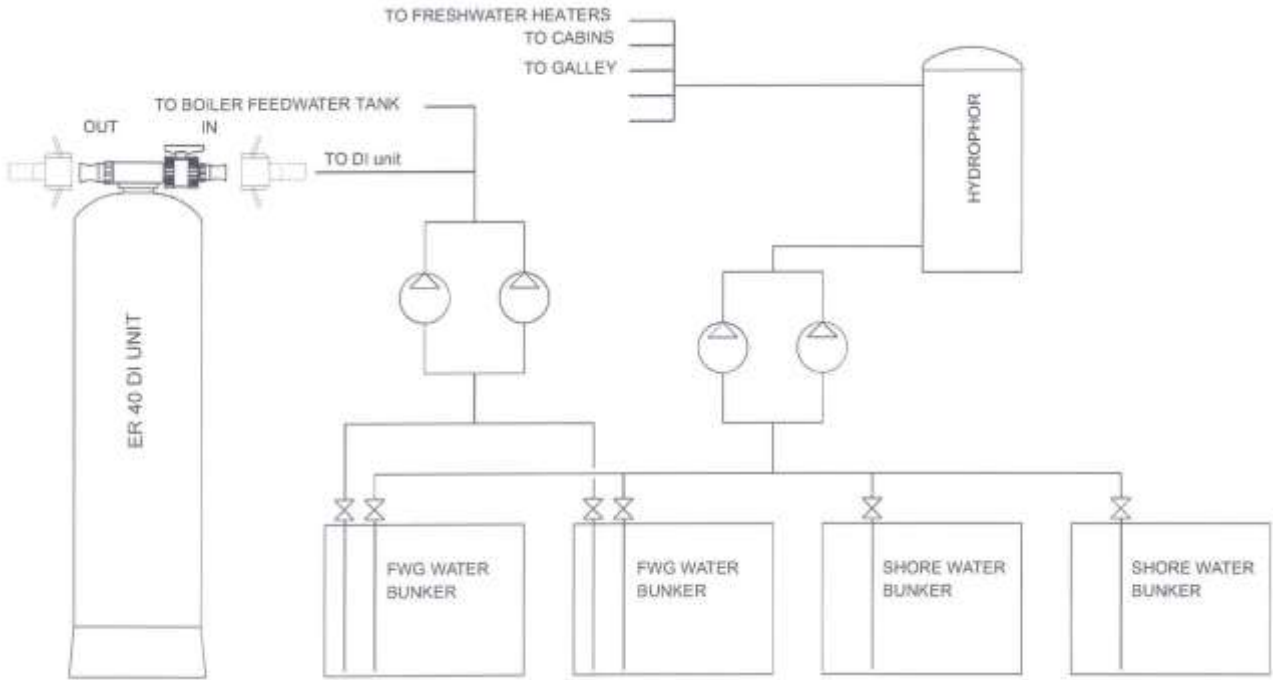 TO FRESHWATER HEATERS
TO CABINS
TO GALLEY
TO BOILER FEEDWATER TANK
OUT
IN
TO DI unit
HYDROPHOR
ER 40 DI UNIT
FWG WATER
BUNKER
FWG WATER
BUNKER
SHORE WATER
BUNKER
SHORE WATER
BUNKER